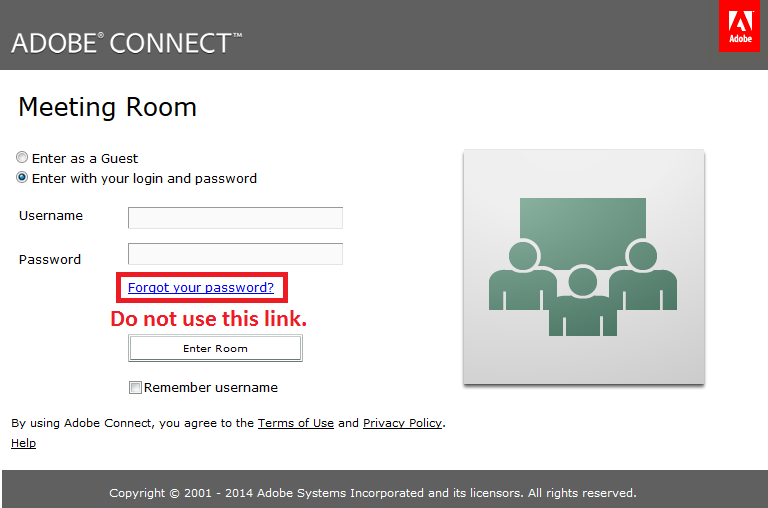 ADOBE® CONNECT™
Adobe
Meeting Room
Enter as a Guest
Enter with your login and password
Username
Password
Forgot your password?
Do not use this link.
Enter Room
Remember username
By using Adobe Connect, you agree to the Terms of Use and Privacy Policy.
Help
Copyright © 2001 - 2014 Adobe Systems Incorporated and its licensors. All rights reserved.